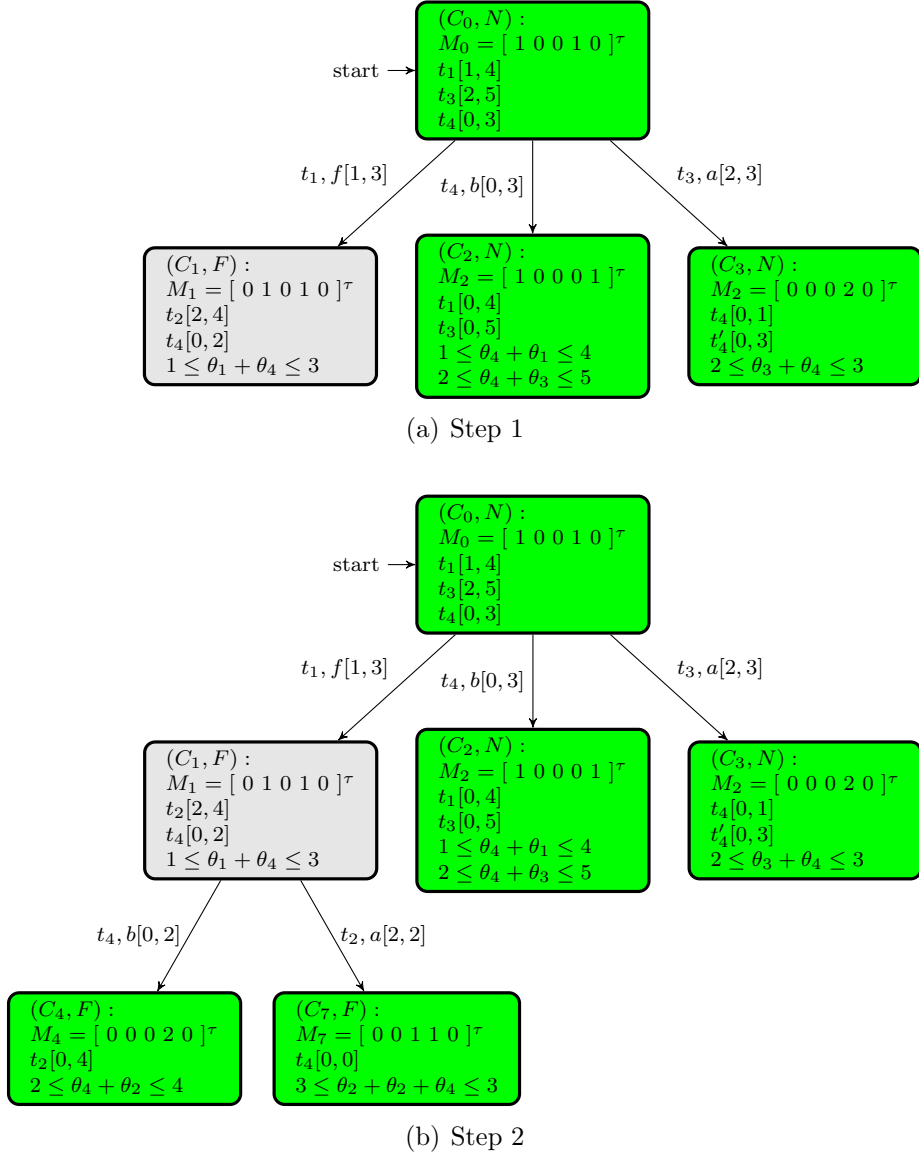 (C₀, N) :
M₀ = [ 1 0 0 1 0 ]^τ
start
t₁[1, 4]
t₃[2, 5]
t₄[0, 3]
t₁, f[1, 3]
t₄, b[0, 3]
t₃, a[2, 3]
(C₁, F) :
M₁ = [ 0 1 0 1 0 ]^τ
t₂[2, 4]
t₄[0, 2]
1 ≤ θ₁ + θ₄ ≤ 3
(C₂, N) :
M₂ = [ 1 0 0 0 1 ]^τ
t₁[0, 4]
t₃[0, 5]
1 ≤ θ₄ + θ₁ ≤ 4
2 ≤ θ₄ + θ₃ ≤ 5
(C₃, N) :
M₂ = [ 0 0 0 2 0 ]^τ
t₄[0, 1]
t′₄[0, 3]
2 ≤ θ₃ + θ₄ ≤ 3
(a) Step 1
(C₀, N) :
M₀ = [ 1 0 0 1 0 ]^τ
start
t₁[1, 4]
t₃[2, 5]
t₄[0, 3]
t₁, f[1, 3]
t₄, b[0, 3]
t₃, a[2, 3]
(C₁, F) :
M₁ = [ 0 1 0 1 0 ]^τ
t₂[2, 4]
t₄[0, 2]
1 ≤ θ₁ + θ₄ ≤ 3
(C₂, N) :
M₂ = [ 1 0 0 0 1 ]^τ
t₁[0, 4]
t₃[0, 5]
1 ≤ θ₄ + θ₁ ≤ 4
2 ≤ θ₄ + θ₃ ≤ 5
(C₃, N) :
M₂ = [ 0 0 0 2 0 ]^τ
t₄[0, 1]
t′₄[0, 3]
2 ≤ θ₃ + θ₄ ≤ 3
t₄, b[0, 2]
t₂, a[2, 2]
(C₄, F) :
M₄ = [ 0 0 0 2 0 ]^τ
t₂[0, 4]
2 ≤ θ₄ + θ₂ ≤ 4
(C₇, F) :
M₇ = [ 0 0 1 1 0 ]^τ
t₄[0, 0]
3 ≤ θ₂ + θ₂ + θ₄ ≤ 3
(b) Step 2